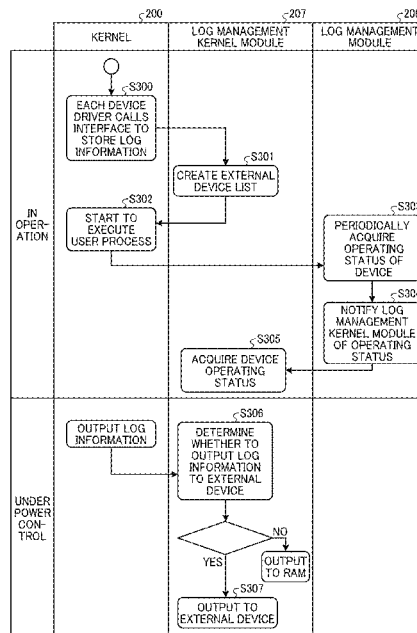 200
207
208
KERNEL
LOG MANAGEMENT
KERNEL MODULE
LOG MANAGEMENT
MODULE
IN
OPER-
ATION
S300
EACH DEVICE
DRIVER CALLS
INTERFACE TO
STORE LOG
INFORMATION
S301
CREATE EXTERNAL
DEVICE LIST
S302
START TO
EXECUTE
USER PROCESS
S303
PERIODICALLY
ACQUIRE
OPERATING
STATUS OF
DEVICE
S304
NOTIFY LOG
MANAGEMENT
KERNEL MODULE
OF OPERATING
STATUS
S305
ACQUIRE DEVICE
OPERATING
STATUS
UNDER
POWER
CON-
TROL
OUTPUT LOG
INFORMATION
S306
DETERMINE
WHETHER TO
OUTPUT LOG
INFORMATION
TO EXTERNAL
DEVICE
NO
YES
OUTPUT
TO RAM
S307
OUTPUT TO
EXTERNAL DEVICE